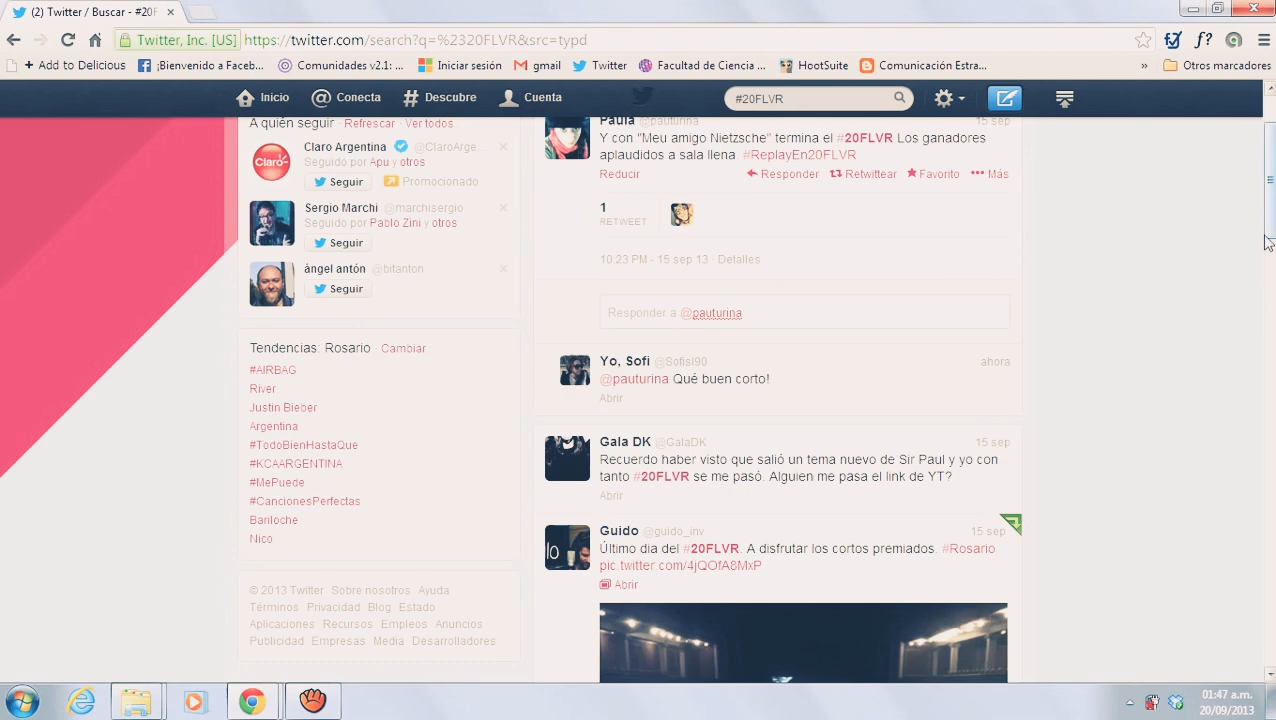 (2) Twitter / Buscar - #20F
Twitter, Inc. [US] https://twitter.com/search?q=%2320FLVR&src=typd
+ Add to Delicious ¡Bienvenido a Faceb... Comunidades v2.1: ... Iniciar sesión gmail Twitter Facultad de Ciencia ... HootSuite Comunicación Estra... » Otros marcadores
Inicio @ Conecta # Descubre Cuenta #20FLVR
A quién seguir · Refrescar · Ver todos
Claro Argentina @ClaroArge...
Seguido por Apu y otros
Seguir Promocionado
Sergio Marchi @marchisergio
Seguido por Pablo Zini y otros
Seguir
ángel antón @bitanton
Seguir
Tendencias: Rosario · Cambiar
#AIRBAG
River
Justin Bieber
Argentina
#TodoBienHastaQue
#KCAARGENTINA
#MePuede
#CancionesPerfectas
Bariloche
Nico
© 2013 Twitter Sobre nosotros Ayuda
Términos Privacidad Blog Estado
Aplicaciones Recursos Empleos Anuncios
Publicidad Empresas Media Desarrolladores
Paula @pauturina 15 sep
Y con "Meu amigo Nietzsche" termina el #20FLVR Los ganadores
aplaudidos a sala llena. #ReplayEn20FLVR
Reducir Responder Retwittear Favorito Más
1
RETWEET
10:23 PM - 15 sep 13 · Detalles
Responder a @pauturina
Yo, Sofi @Sofisl90 ahora
@pauturina Qué buen corto!
Abrir
Gala DK @GalaDK 15 sep
Recuerdo haber visto que salió un tema nuevo de Sir Paul y yo con
tanto #20FLVR se me pasó. Alguien me pasa el link de YT?
Abrir
Guido @guido_inv 15 sep
Último dia del #20FLVR. A disfrutar los cortos premiados. #Rosario
pic.twitter.com/4jQOfA8MxP
Abrir
01:47 a.m.
20/09/2013